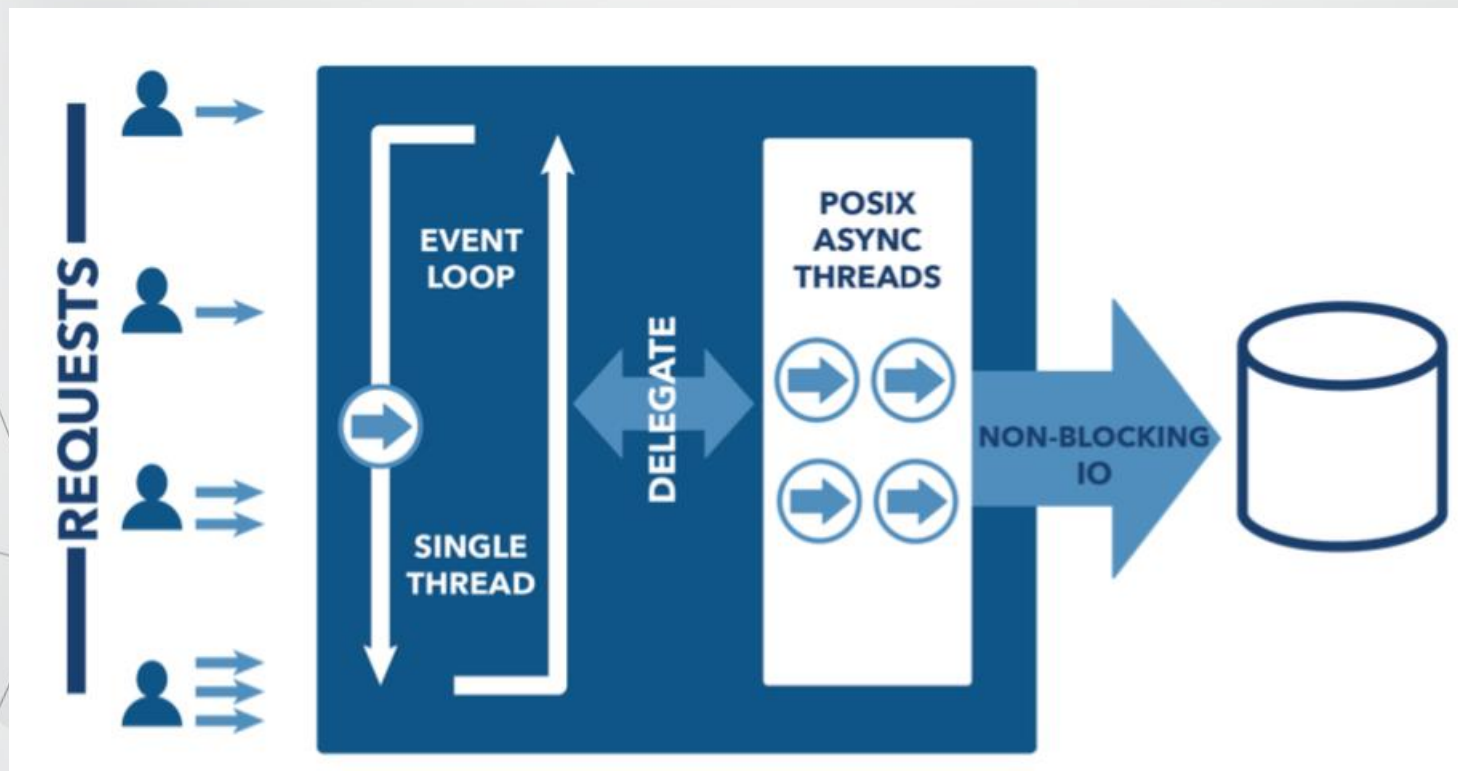 REQUESTS
EVENT
LOOP
SINGLE
THREAD
DELEGATE
POSIX
ASYNC
THREADS
NON-BLOCKING
IO